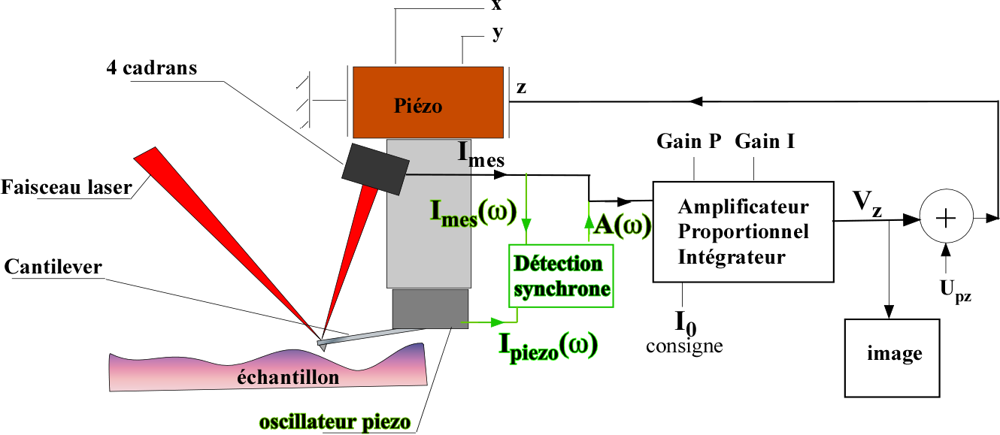 x
y
4 cadrans
z
Piézo
Gain P Gain I
I mes
Faisceau laser
I mes (ω)
A(ω)
Amplificateur
Proportionnel
Intégrateur
V z
+
Cantilever
Détection
synchrone
U pz
I 0
consigne
I piezo (ω)
image
échantillon
oscillateur piezo